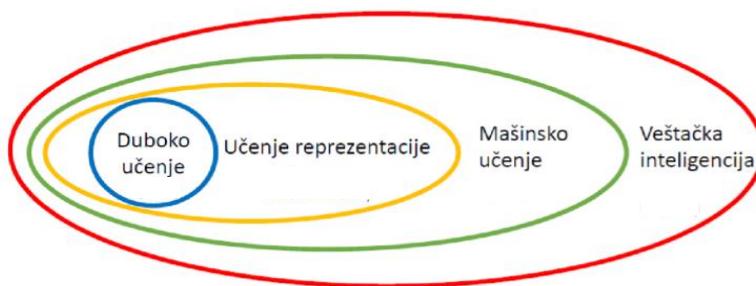 Duboko
učenje
Učenje reprezentacije
Mašinsko
učenje
Veštačka
inteligencija